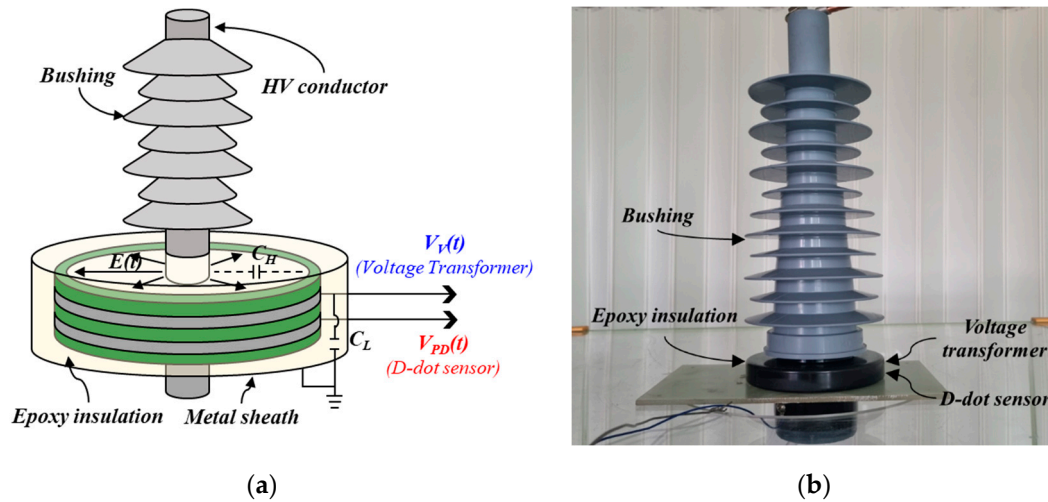 Bushing
HV conductor
E(t)
C_H
V_V(t)
(Voltage Transformer)
V_PD(t)
(D-dot sensor)
C_L
Epoxy insulation
Metal sheath
(a)
Bushing
Epoxy insulation
Voltage
transformer
D-dot sensor
(b)